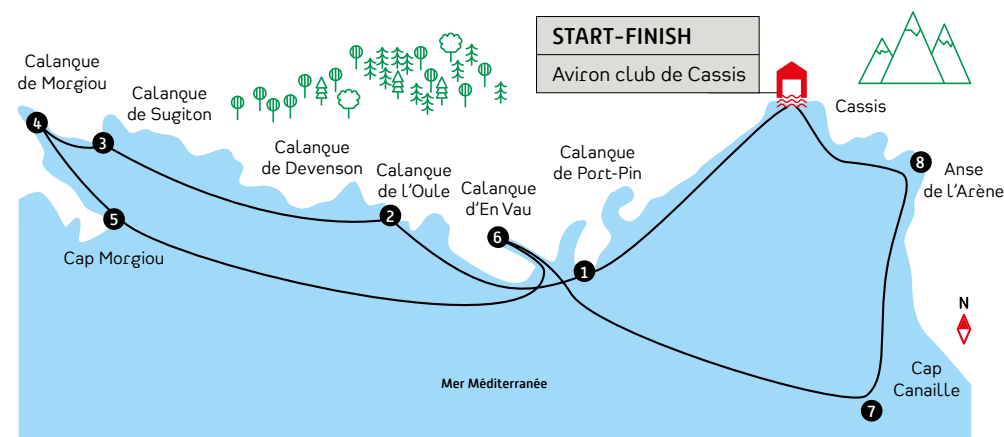 START-FINISH
Aviron club de Cassis
Calanque
de Morgiou
Calanque
de Sugiton
Calanque
de Devenson
Calanque
de l'Oule
Calanque
d'En Vau
Calanque
de Port-Pin
Cassis
Anse
de l'Arène
Cap Morgiou
Cap
Canaille
Mer Méditerranée
N
4
3
5
2
6
1
8
7